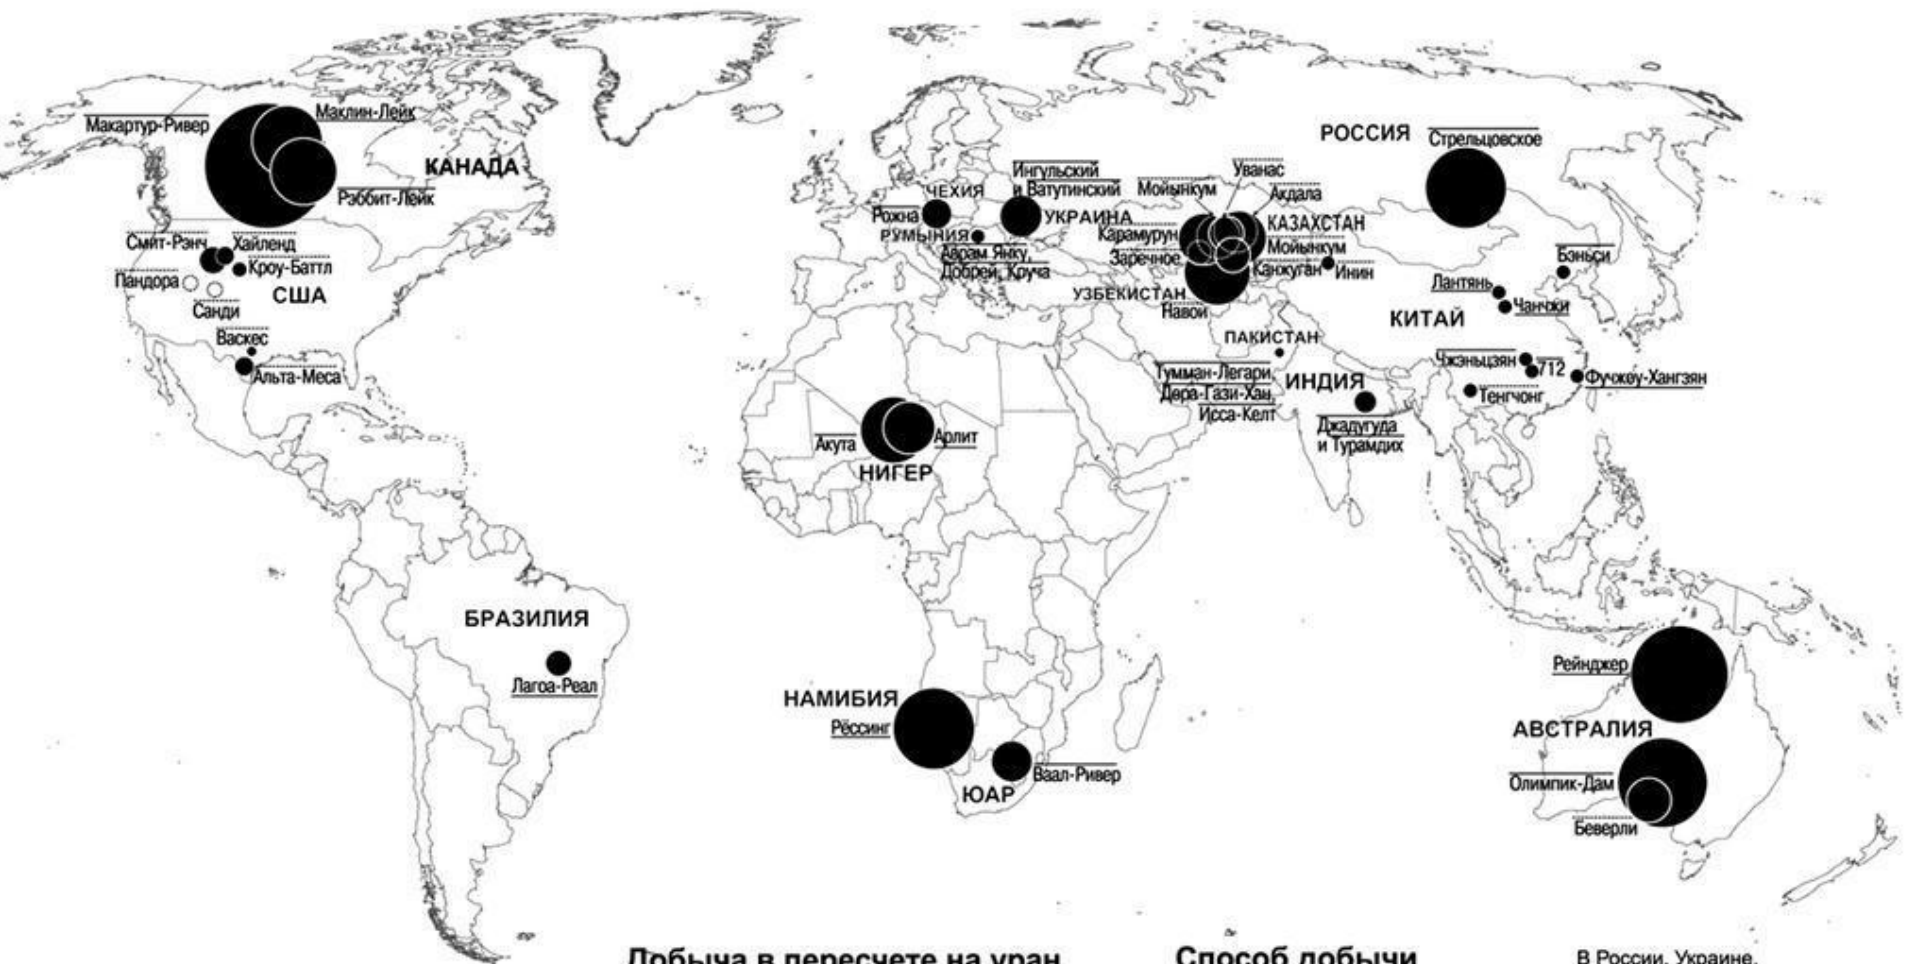 Макартур-Ривер
Маклин-Лейк
КАНАДА
Рэббит-Лейк
Смит-Рэнч
Хайленд
Кроу-Баттл
Пандора
США
Санди
Васкес
Альта-Меса
БРАЗИЛИЯ
Лагоа-Реал
ЧЕХИЯ
Рожна
РУМЫНИЯ
Аврам Янку,
Добрей, Круча
Ингульский
и Ватутинский
УКРАИНА
Мойынкум
Уванас
Акдала
КАЗАХСТАН
Карамурун
Мойынкум
Заречное
Канжуган
Инин
УЗБЕКИСТАН
Навои
РОССИЯ
Стрельцовское
Бэньси
Лантянь
Чанчжи
КИТАЙ
ПАКИСТАН
Тумман-Легари
Дера-Гази-Хан,
Исса-Келт
ИНДИЯ
Джадугуда
и Турамдих
Чжэньцзян
712
Фучжоу-Хангзян
Тенгчонг
Акута
Арлит
НИГЕР
НАМИБИЯ
Рёссинг
Ваал-Ривер
ЮАР
Рейнджер
АВСТРАЛИЯ
Олимпик-Дам
Беверли
Добыча в пересчете на уран
Способ добычи
В России, Украине,